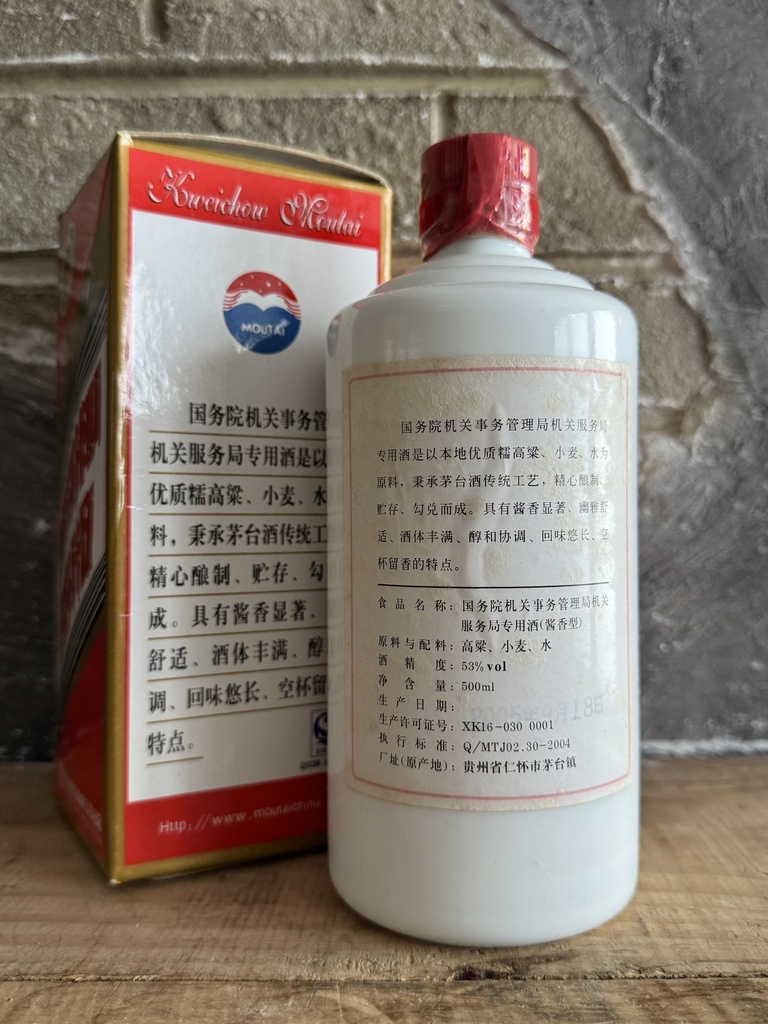 Kweichow Moutai
MOUTAI
国务院机关事务管
机关服务局专用酒是以
优质糯高粱、小麦、水
料，秉承茅台酒传统工
精心酿制、贮存、勾
成。具有酱香显著、
舒适、酒体丰满、醇
调、回味悠长、空杯留
特点。
Http://www.moutaichina
国务院机关事务管理局机关服务局
专用酒是以本地优质糯高粱、小麦、水为
原料，秉承茅台酒传统工艺，精心酿制、
贮存、勾兑而成。具有酱香显著、幽雅舒
适、酒体丰满、醇和协调、回味悠长、空
杯留香的特点。
食品名称：国务院机关事务管理局机关
服务局专用酒(酱香型)
原料与配料：高粱、小麦、水
酒精度：53%vol
净含量：500ml
生产日期：
生产许可证号：XK16-030 0001
执行标准：Q/MTJ02.30-2004
厂址(原产地)：贵州省仁怀市茅台镇